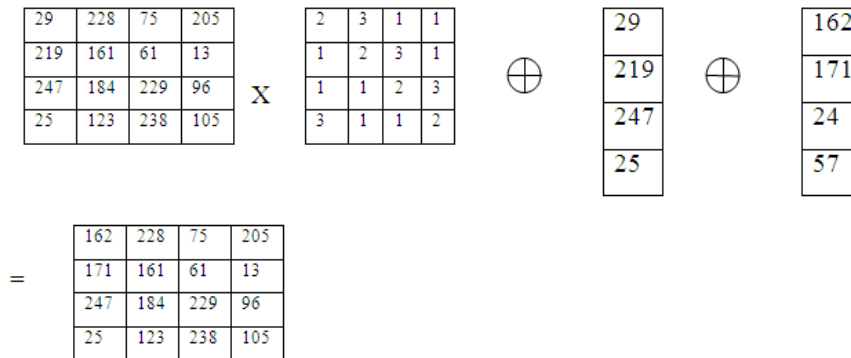 29 228 75 205
219 161 61 13
247 184 229 96
25 123 238 105
X
2 3 1 1
1 2 3 1
1 1 2 3
3 1 1 2
⊕
29
219
247
25
⊕
162
171
24
57
=
162 228 75 205
171 161 61 13
247 184 229 96
25 123 238 105